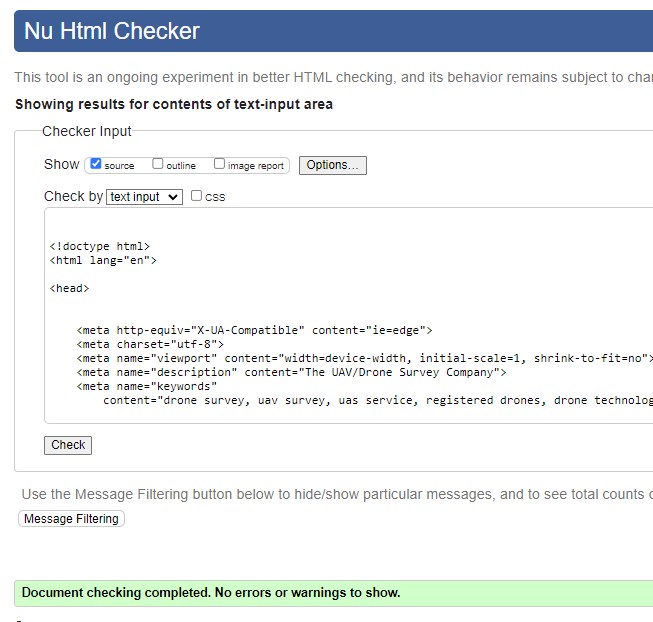 Nu Html Checker
This tool is an ongoing experiment in better HTML checking, and its behavior remains subject to
Showing results for contents of text-input area
Checker Input
Show source outline image report Options...
Check by text input css
<!doctype html>
<html lang="en">
<head>
<meta http-equiv="X-UA-Compatible" content="ie=edge">
<meta charset="utf-8">
<meta name="viewport" content="width=device-width, initial-scale=1, shrink-to-fit=no">
<meta name="description" content="The UAV/Drone Survey Company">
<meta name="keywords"
content="drone survey, uav survey, uas service, registered drones, drone
Check
Use the Message Filtering button below to hide/show particular messages, and to see total counts
Message Filtering
Document checking completed. No errors or warnings to show.